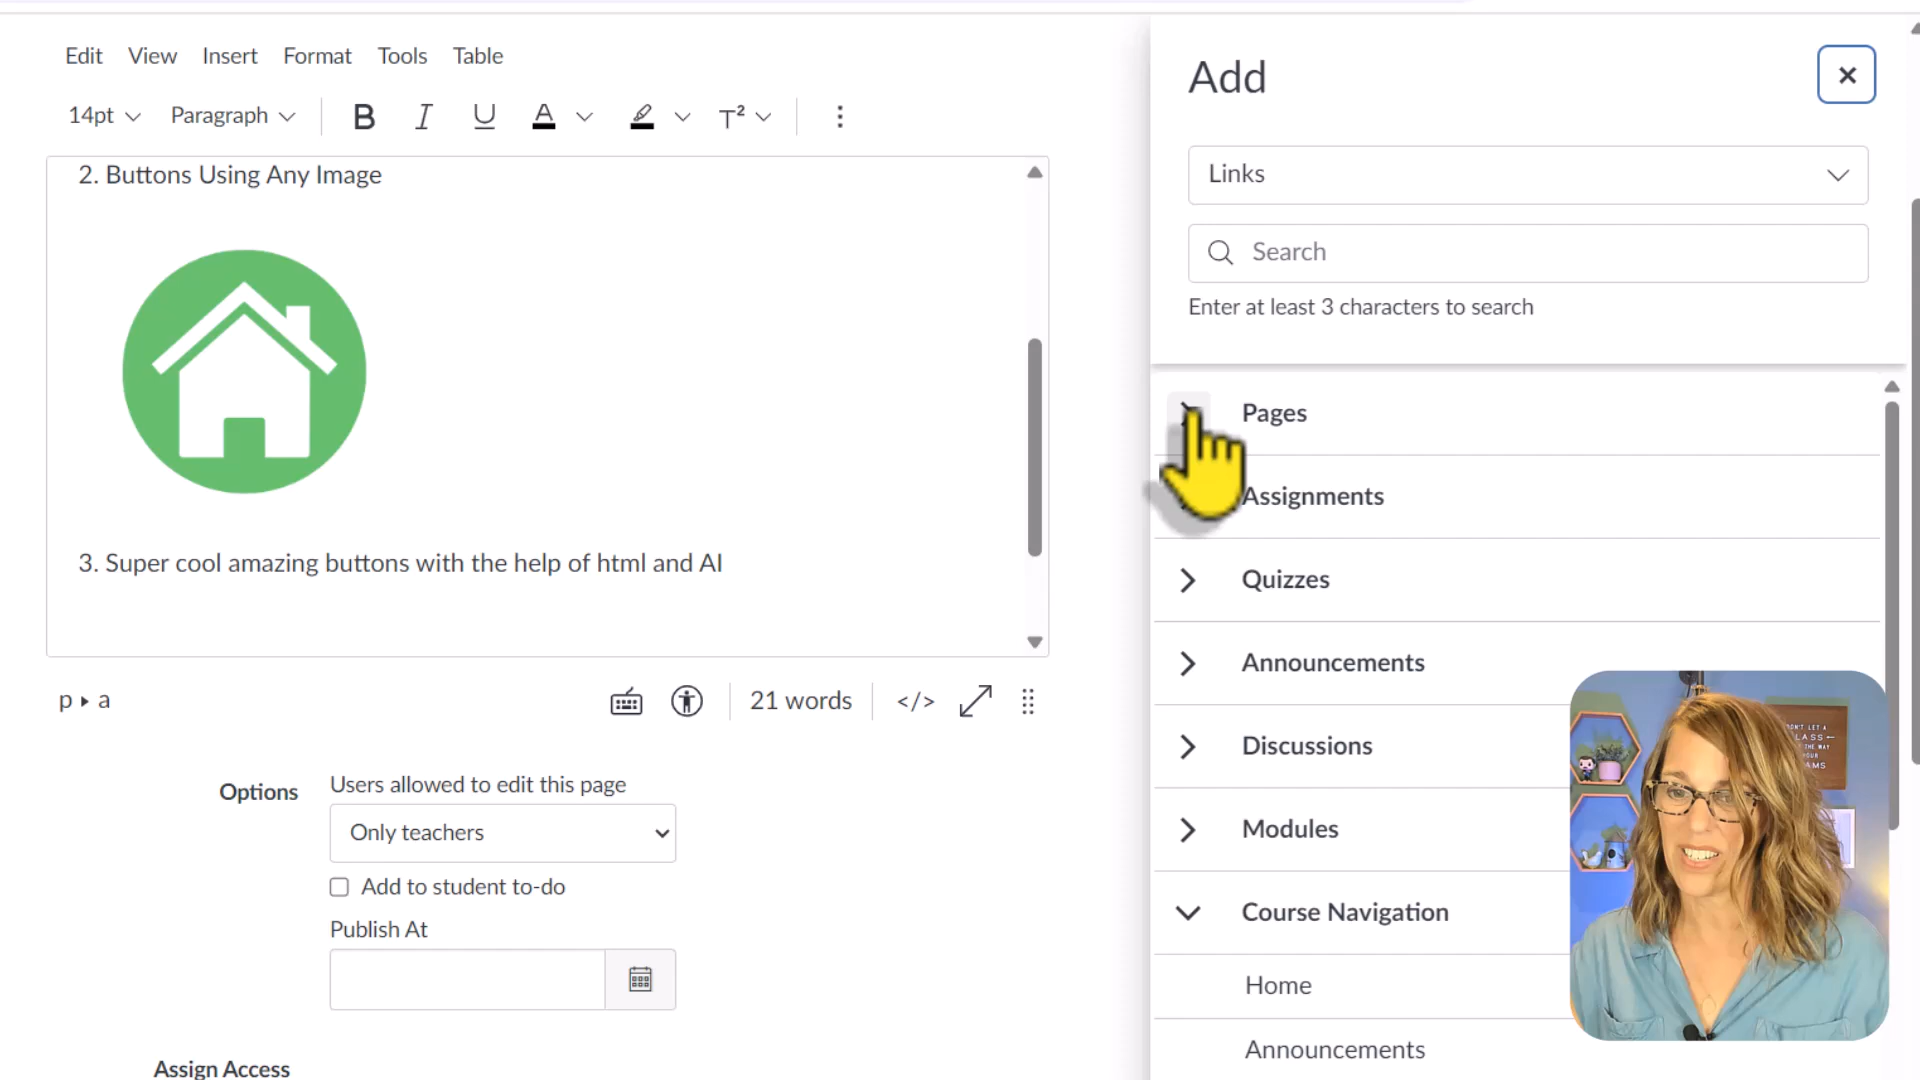 Edit View Insert Format Tools Table
14pt Paragraph B I U A T²
2. Buttons Using Any Image
3. Super cool amazing buttons with the help of html and AI
p ▸ a
21 words </>
Options
Users allowed to edit this page
Only teachers
Add to student to-do
Publish At
Assign Access
Add
Links
Search
Enter at least 3 characters to search
Pages
Assignments
Quizzes
Announcements
Discussions
Modules
Course Navigation
Home
Announcements